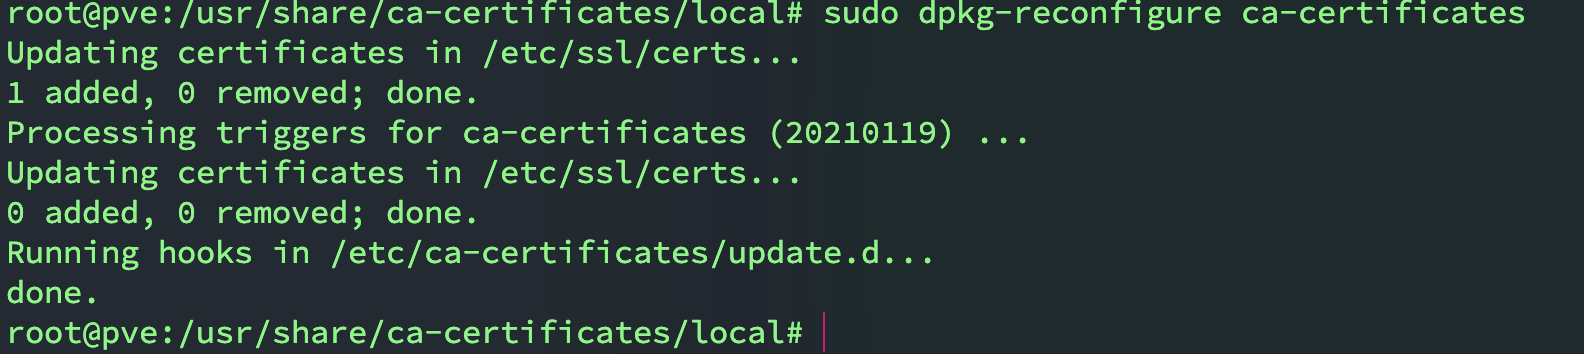 root@pve:/usr/share/ca-certificates/local# sudo dpkg-reconfigure ca-certificates
Updating certificates in /etc/ssl/certs...
1 added, 0 removed; done.
Processing triggers for ca-certificates (20210119) ...
Updating certificates in /etc/ssl/certs...
0 added, 0 removed; done.
Running hooks in /etc/ca-certificates/update.d...
done.
root@pve:/usr/share/ca-certificates/local#